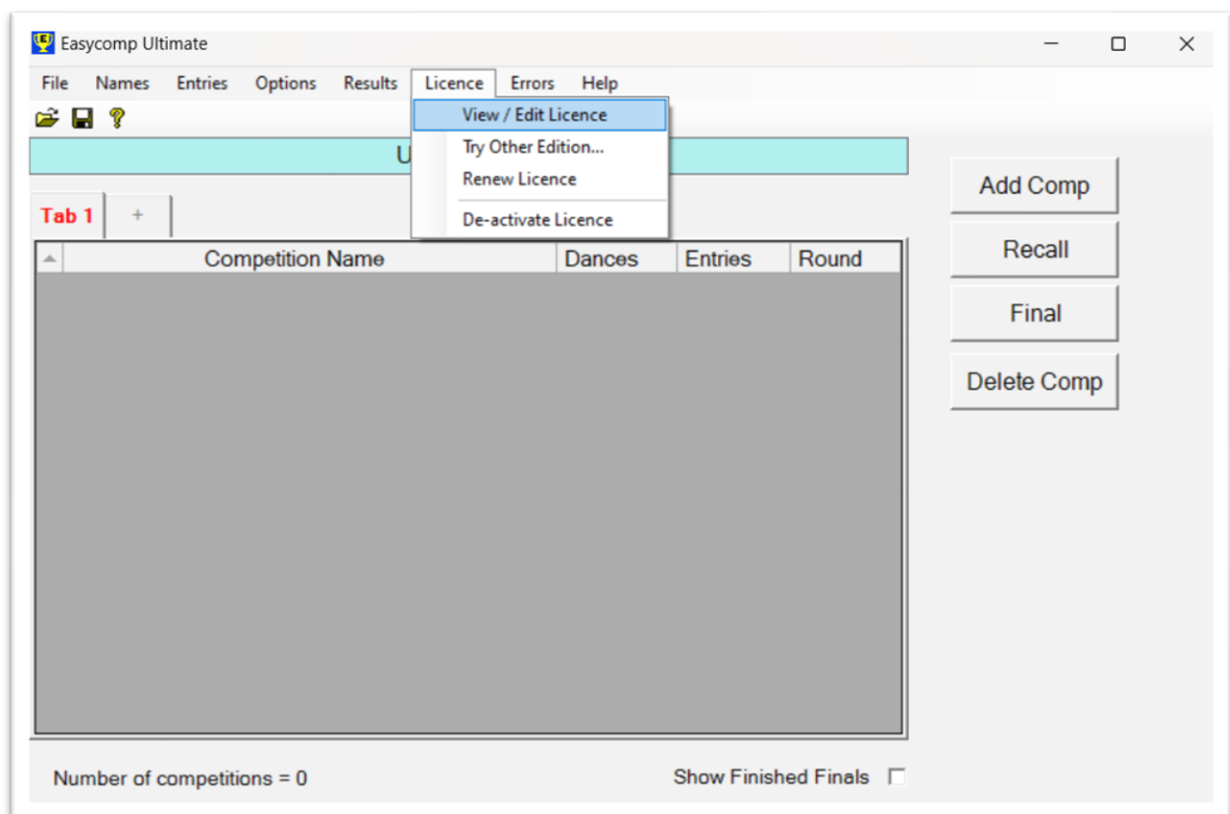 Easycomp Ultimate
File Names Entries Options Results Licence Errors Help
View / Edit Licence
Try Other Edition...
Renew Licence
De-activate Licence
U
Tab 1 +
Competition Name Dances Entries Round
Add Comp
Recall
Final
Delete Comp
Number of competitions = 0 Show Finished Finals